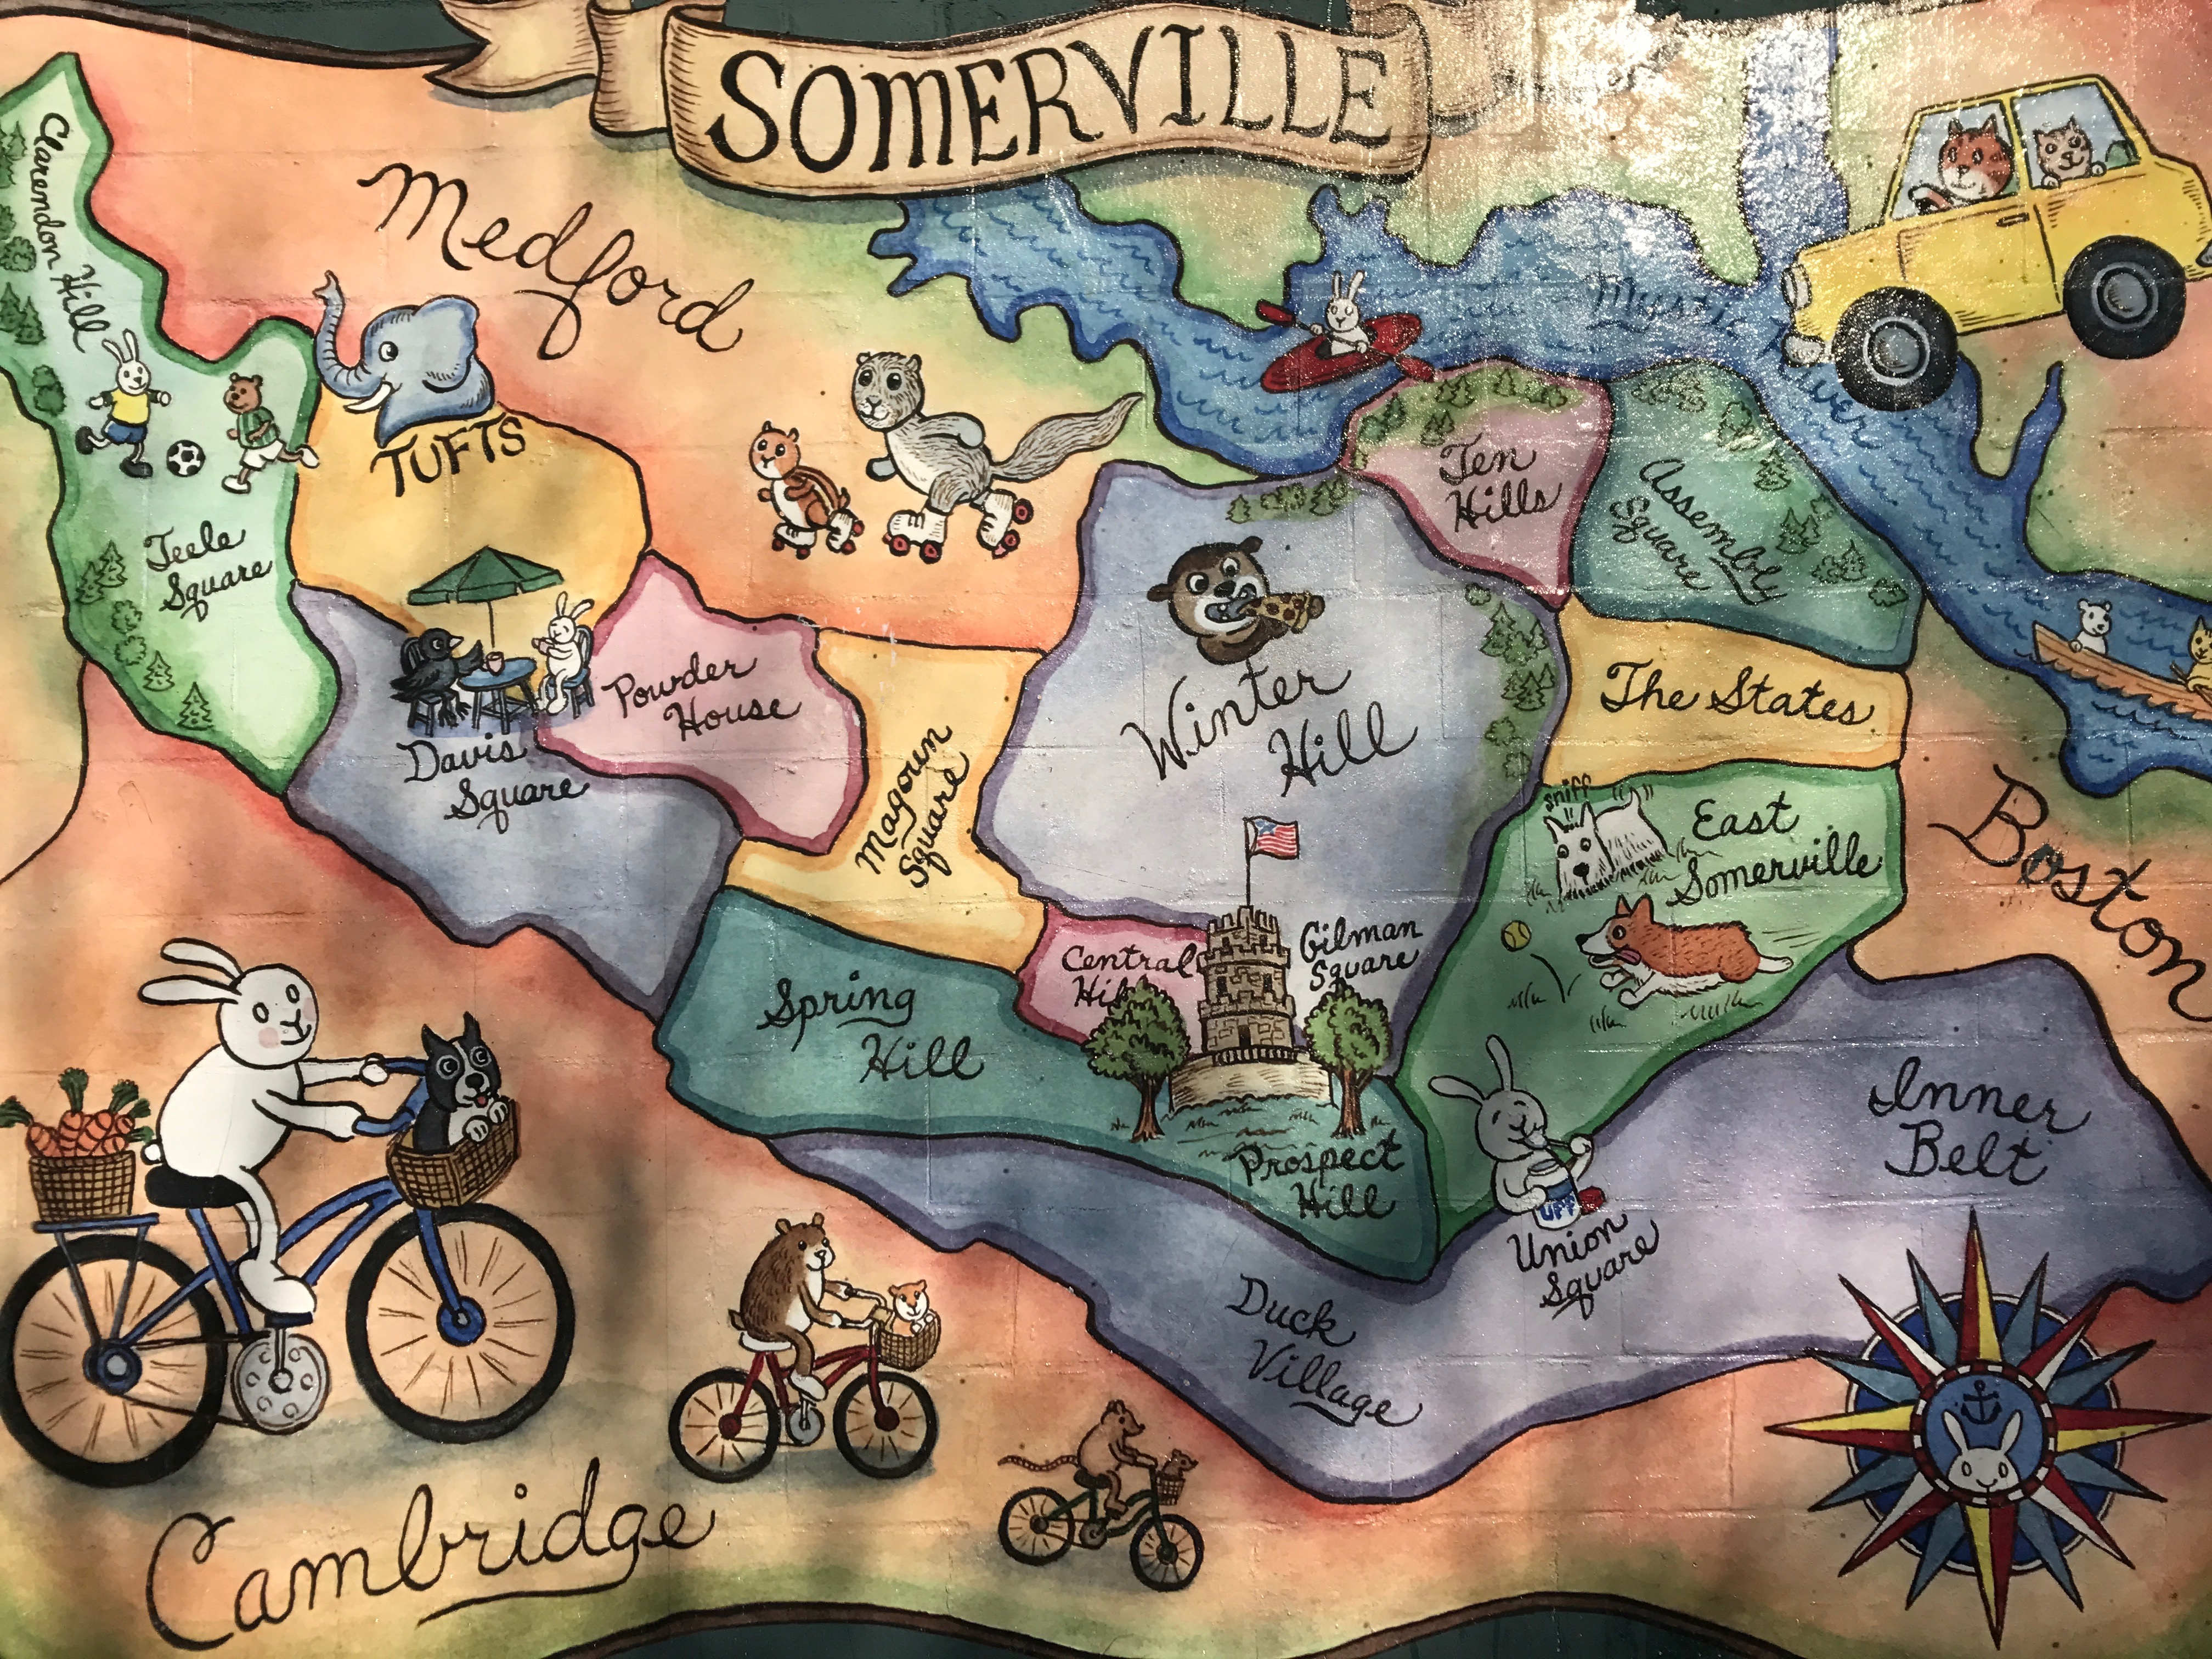 SOMERVILLE
Clarendon Hill
Medford
TUFTS
Mystic River
Ten
Hills
Assembly
Square
Teele
Square
Powder
House
Davis
Square
Magoun
Square
Winter
Hill
The States
sniff
East
Somerville
Boston
Central
Hill
Gilman
Square
Spring
Hill
Prospect
Hill
Inner
Belt
UFF
Union
Square
Duck
Village
Cambridge